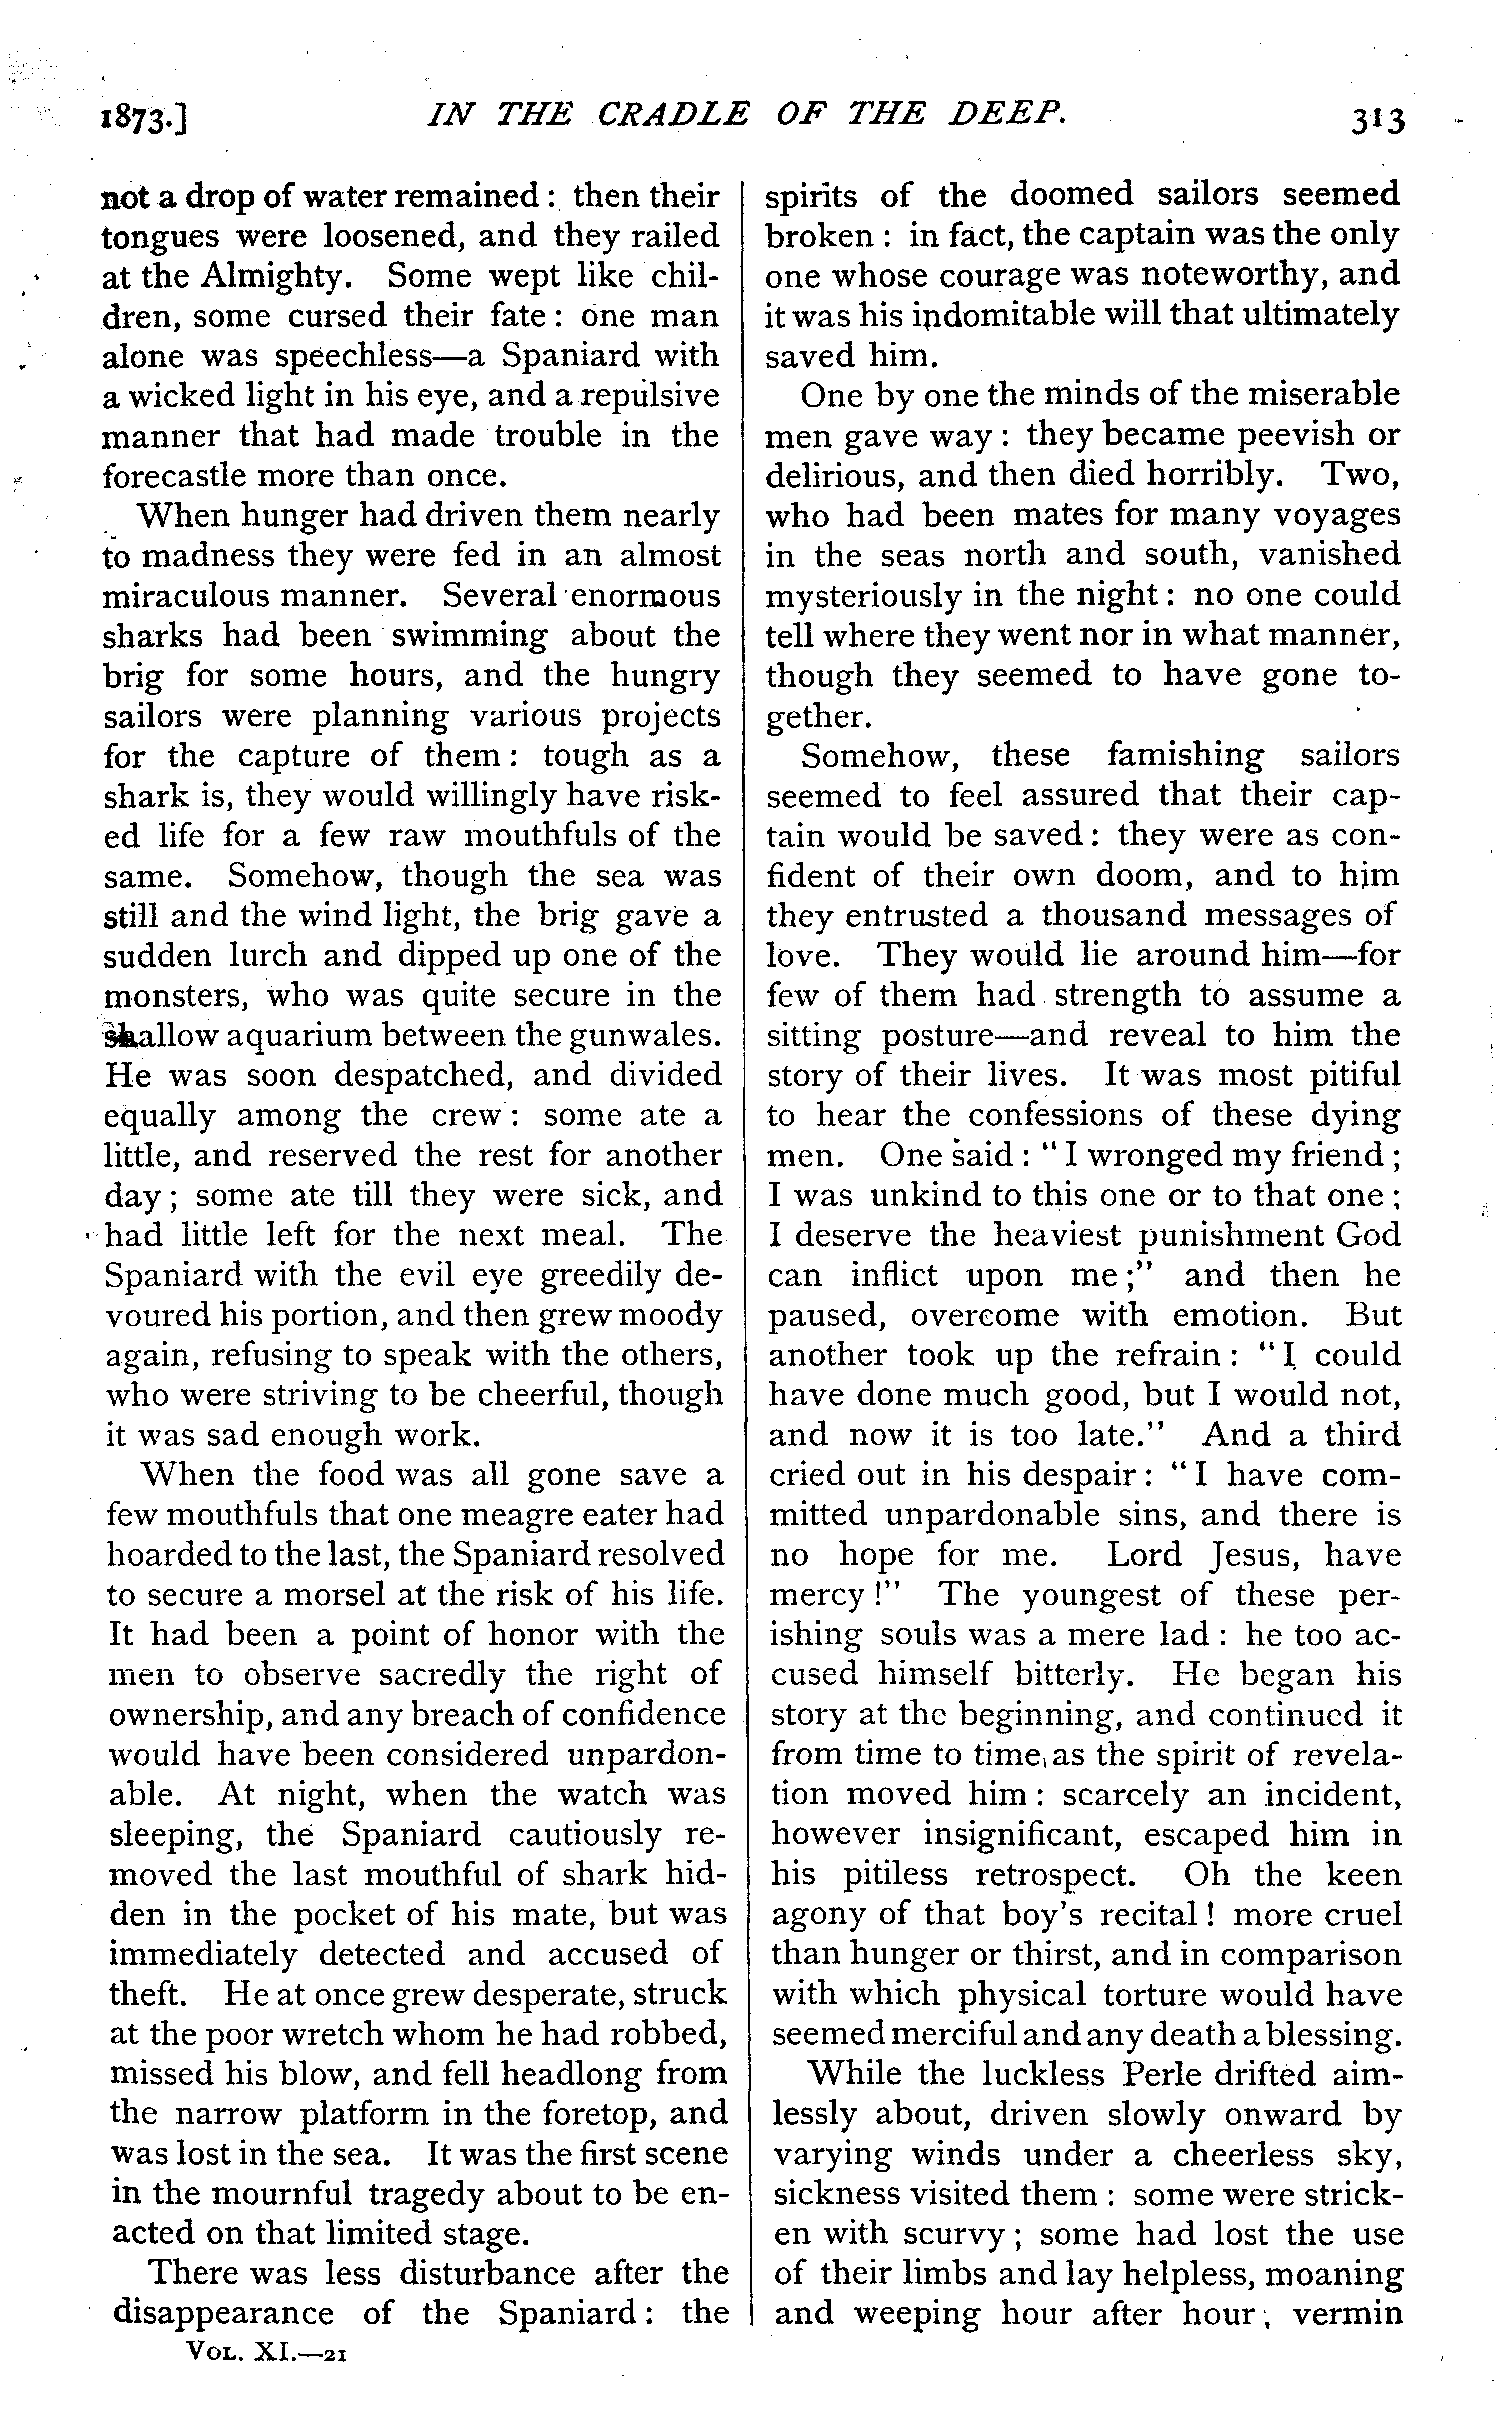 1873.] IN THE CRADLE OF THE DEEP. 313
not a drop of water remained : then their
tongues were loosened, and they railed
at the Almighty. Some wept like chil-
dren, some cursed their fate : one man
alone was speechless—a Spaniard with
a wicked light in his eye, and a repulsive
manner that had made trouble in the
forecastle more than once.
When hunger had driven them nearly
to madness they were fed in an almost
miraculous manner. Several enormous
sharks had been swimming about the
brig for some hours, and the hungry
sailors were planning various projects
for the capture of them : tough as a
shark is, they would willingly have risk-
ed life for a few raw mouthfuls of the
same. Somehow, though the sea was
still and the wind light, the brig gave a
sudden lurch and dipped up one of the
monsters, who was quite secure in the
shallow aquarium between the gunwales.
He was soon despatched, and divided
equally among the crew : some ate a
little, and reserved the rest for another
day ; some ate till they were sick, and
had little left for the next meal. The
Spaniard with the evil eye greedily de-
voured his portion, and then grew moody
again, refusing to speak with the others,
who were striving to be cheerful, though
it was sad enough work.
When the food was all gone save a
few mouthfuls that one meagre eater had
hoarded to the last, the Spaniard resolved
to secure a morsel at the risk of his life.
It had been a point of honor with the
men to observe sacredly the right of
ownership, and any breach of confidence
would have been considered unpardon-
able. At night, when the watch was
sleeping, the Spaniard cautiously re-
moved the last mouthful of shark hid-
den in the pocket of his mate, but was
immediately detected and accused of
theft. He at once grew desperate, struck
at the poor wretch whom he had robbed,
missed his blow, and fell headlong from
the narrow platform in the foretop, and
was lost in the sea. It was the first scene
in the mournful tragedy about to be en-
acted on that limited stage.
There was less disturbance after the
disappearance of the Spaniard : the
VOL. XI.—21
spirits of the doomed sailors seemed
broken : in fact, the captain was the only
one whose courage was noteworthy, and
it was his indomitable will that ultimately
saved him.
One by one the minds of the miserable
men gave way : they became peevish or
delirious, and then died horribly. Two,
who had been mates for many voyages
in the seas north and south, vanished
mysteriously in the night : no one could
tell where they went nor in what manner,
though they seemed to have gone to-
gether.
Somehow, these famishing sailors
seemed to feel assured that their cap-
tain would be saved : they were as con-
fident of their own doom, and to him
they entrusted a thousand messages of
love. They would lie around him—for
few of them had strength to assume a
sitting posture—and reveal to him the
story of their lives. It was most pitiful
to hear the confessions of these dying
men. One said : "I wronged my friend ;
I was unkind to this one or to that one ;
I deserve the heaviest punishment God
can inflict upon me ;" and then he
paused, overcome with emotion. But
another took up the refrain : "I could
have done much good, but I would not,
and now it is too late." And a third
cried out in his despair : "I have com-
mitted unpardonable sins, and there is
no hope for me. Lord Jesus, have
mercy !" The youngest of these per-
ishing souls was a mere lad : he too ac-
cused himself bitterly. He began his
story at the beginning, and continued it
from time to time, as the spirit of revela-
tion moved him : scarcely an incident,
however insignificant, escaped him in
his pitiless retrospect. Oh the keen
agony of that boy's recital ! more cruel
than hunger or thirst, and in comparison
with which physical torture would have
seemed merciful and any death a blessing.
While the luckless Perle drifted aim-
lessly about, driven slowly onward by
varying winds under a cheerless sky,
sickness visited them : some were strick-
en with scurvy ; some had lost the use
of their limbs and lay helpless, moaning
and weeping hour after hour ; vermin